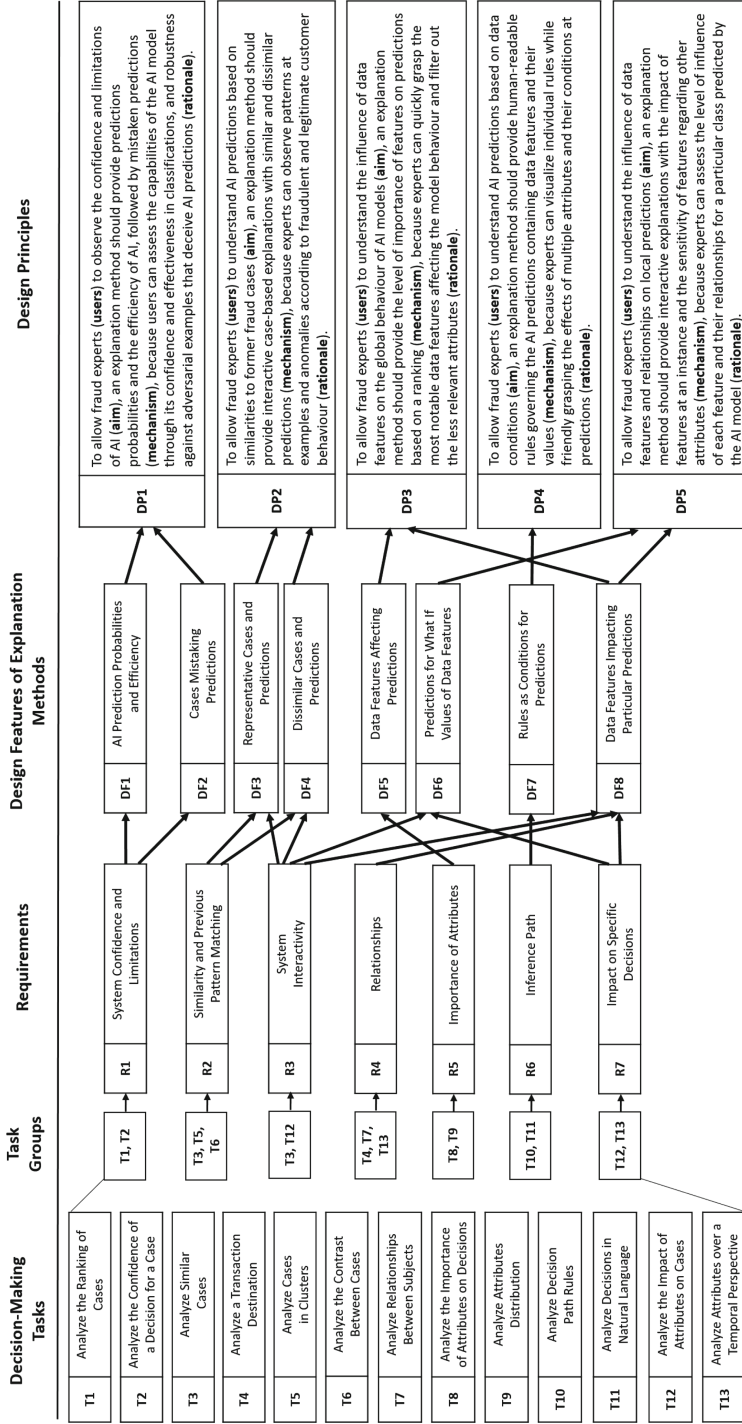 Decision-Making
Tasks
T1
Analyze the Ranking of
Cases
T2
Analyze the Confidence of
a Decision for a Case
T3
Analyze Similar
Cases
T4
Analyze a Transaction
Destination
T5
Analyze Cases
in Clusters
T6
Analyze the Contrast
Between Cases
T7
Analyze Relationships
Between Subjects
T8
Analyze the Importance
of Attributes on Decisions
T9
Analyze Attributes
Distribution
T10
Analyze Decision
Path Rules
T11
Analyze Decisions in
Natural Language
T12
Analyze the Impact of
Attributes on Cases
T13
Analyze Attributes over a
Temporal Perspective
Task
Groups
T1, T2
T3, T5,
T6
T3, T12
T4, T7,
T13
T8, T9
T10, T11
T12, T13
Requirements
R1
System Confidence and
Limitations
R2
Similarity and Previous
Pattern Matching
R3
System
Interactivity
R4
Relationships
R5
Importance of Attributes
R6
Inference Path
R7
Impact on Specific
Decisions
Design Features of Explanation
Methods
DF1
AI Prediction Probabilities
and Efficiency
DF2
Cases Mistaking
Predictions
DF3
Representative Cases and
Predictions
DF4
Dissimilar Cases and
Predictions
DF5
Data Features Affecting
Predictions
DF6
Predictions for What If
Values of Data Features
DF7
Rules as Conditions for
Predictions
DF8
Data Features Impacting
Particular Predictions
Design Principles
DP1
To allow fraud experts (users) to observe the confidence and limitations
of AI (aim), an explanation method should provide predictions
probabilities and the efficiency of AI, followed by mistaken predictions
(mechanism), because users can assess the capabilities of the AI model
through its confidence and effectiveness in classifications, and robustness
against adversarial examples that deceive AI predictions (rationale).
DP2
To allow fraud experts (users) to understand AI predictions based on
similarities to former fraud cases (aim), an explanation method should
provide interactive case-based explanations with similar and dissimilar
predictions (mechanism), because experts can observe patterns at
examples and anomalies according to fraudulent and legitimate customer
behaviour (rationale).
DP3
To allow fraud experts (users) to understand the influence of data
features on the global behaviour of AI models (aim), an explanation
method should provide the level of importance of features on predictions
based on a ranking (mechanism), because experts can quickly grasp the
most notable data features affecting the model behaviour and filter out
the less relevant attributes (rationale).
DP4
To allow fraud experts (users) to understand AI predictions based on data
conditions (aim), an explanation method should provide human-readable
rules governing the AI predictions containing data features and their
values (mechanism), because experts can visualize individual rules while
friendly grasping the effects of multiple attributes and their conditions at
predictions (rationale).
DP5
To allow fraud experts (users) to understand the influence of data
features and relationships on local predictions (aim), an explanation
method should provide interactive explanations with the impact of
features at an instance and the sensitivity of features regarding other
attributes (mechanism), because experts can assess the level of influence
of each feature and their relationships for a particular class predicted by
the AI model (rationale).